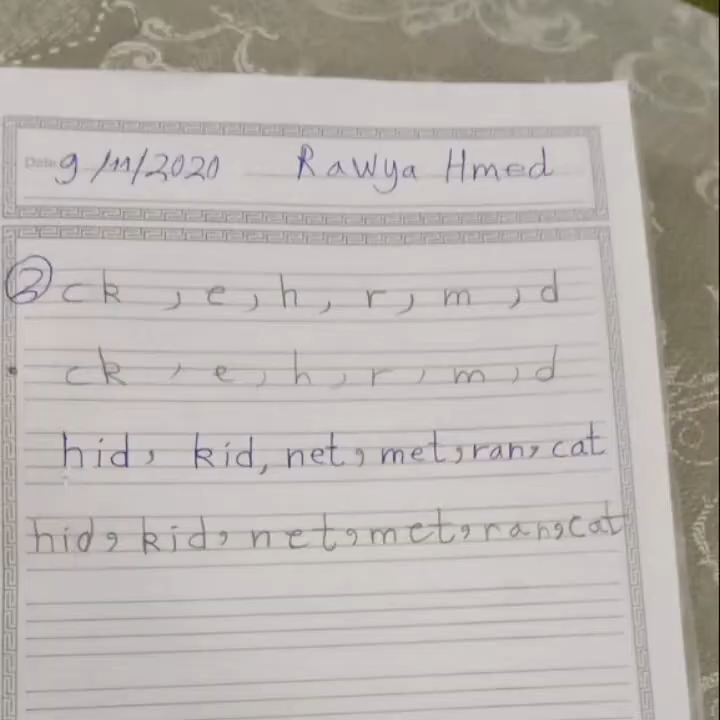 Date: 9/11/2020 Rawya Hmed
2 ck, e, h, r, m, d
ck, e, h, r, m, d
hid, kid, net, met, ran, cat
hid, kid, net, met, ran, cat